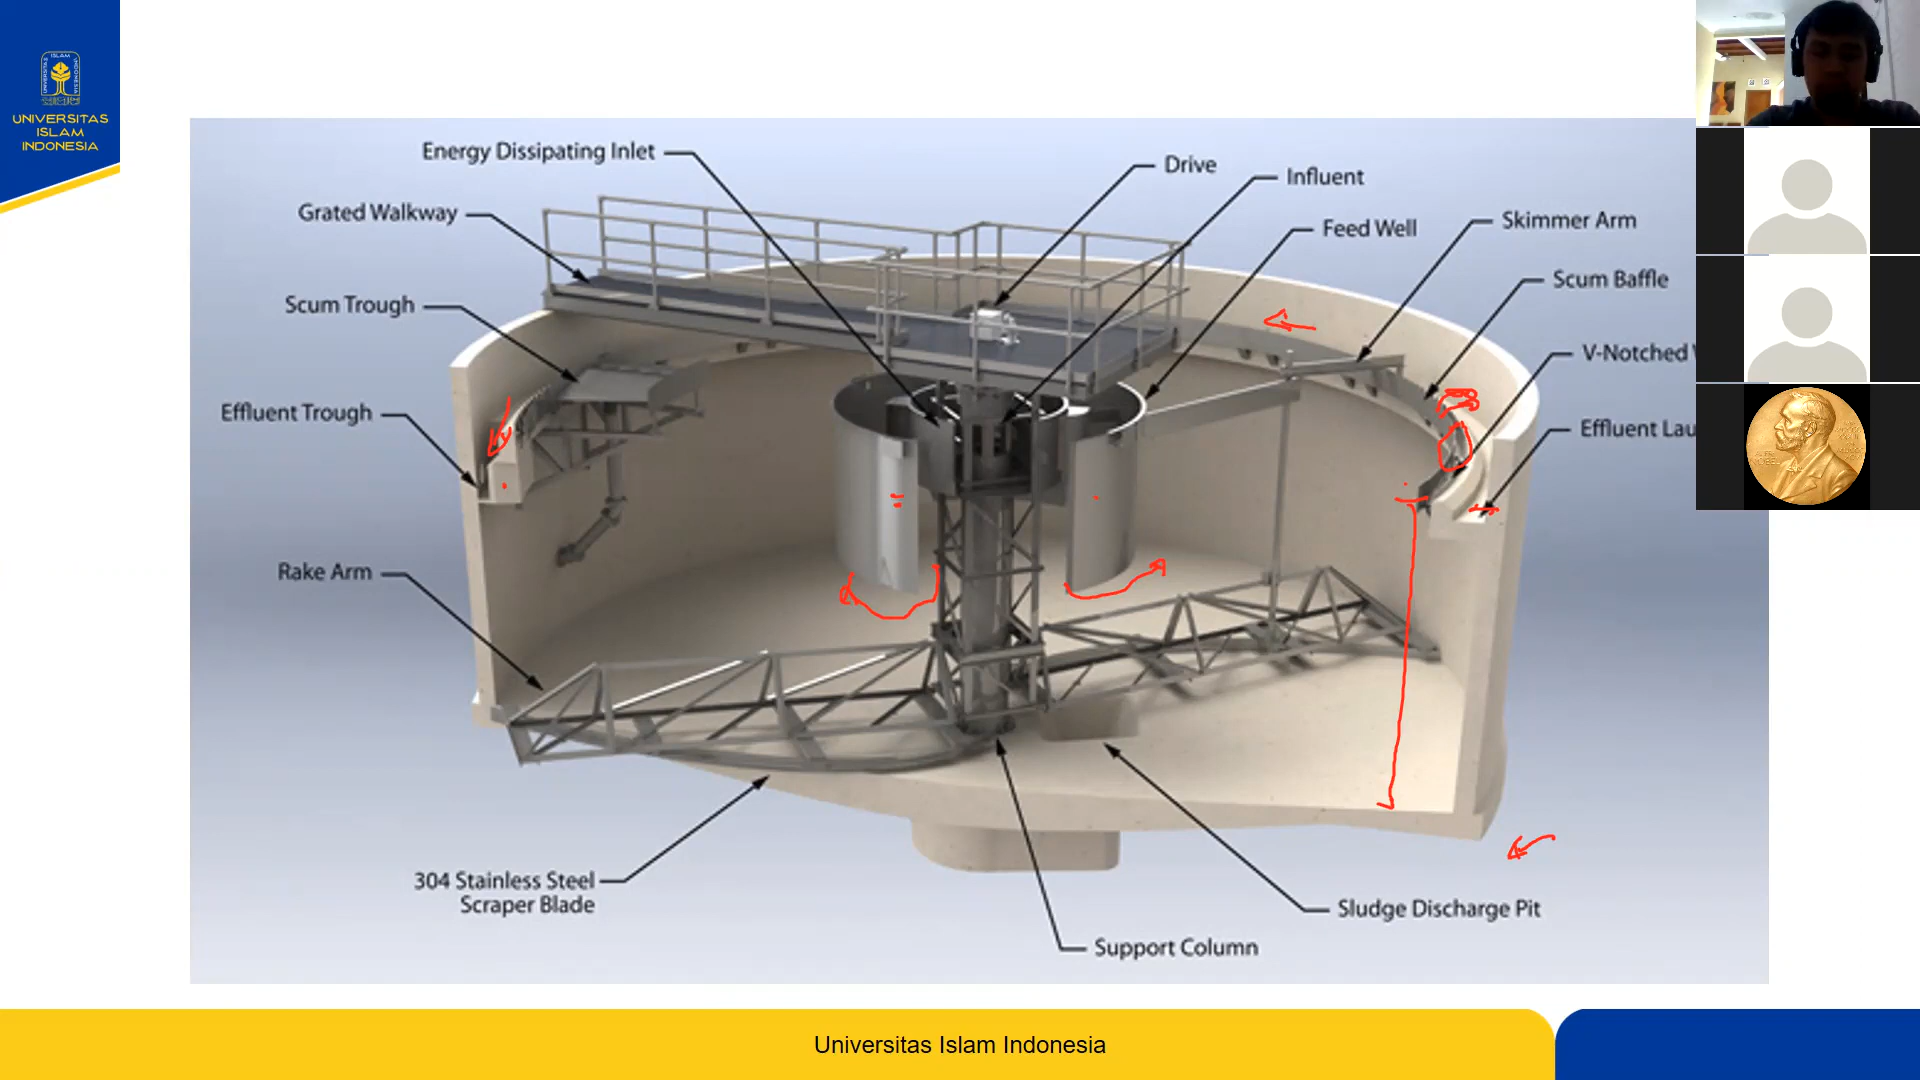 UNIVERSITAS
ISLAM
INDONESIA
Energy Dissipating Inlet
Drive
Influent
Grated Walkway
Feed Well
Skimmer Arm
Scum Baffle
Scum Trough
V-Notched
Effluent Trough
Effluent
Rake Arm
304 Stainless Steel
Scraper Blade
Sludge Discharge Pit
Support Column
Universitas Islam Indonesia